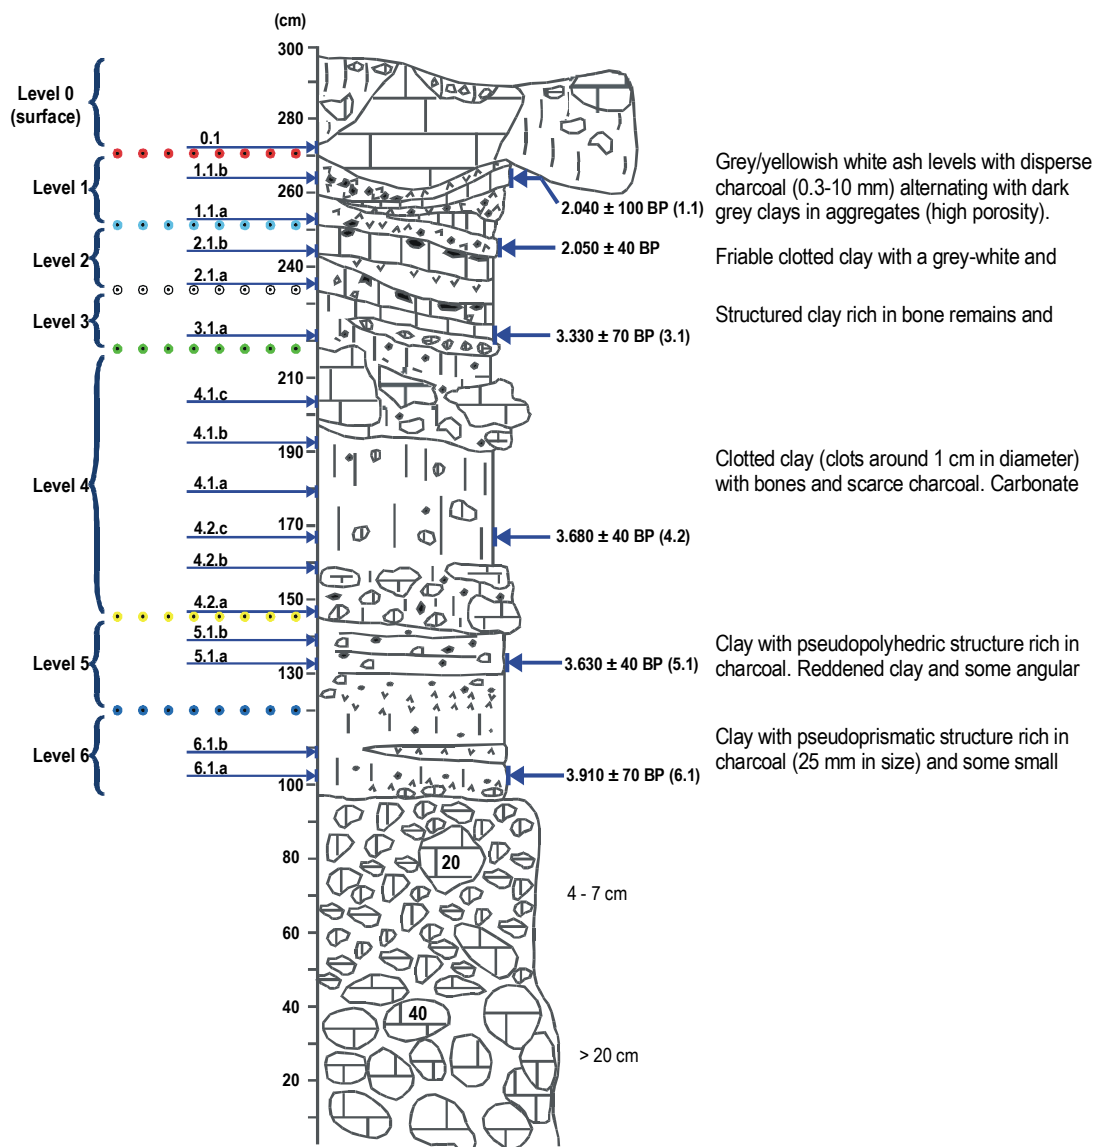 (cm)
300
Level 0
(surface)
280
0.1
Level 1
1.1.b
260
1.1.a
2.040 ± 100 BP (1.1)
Grey/yellowish white ash levels with disperse
charcoal (0.3-10 mm) alternating with dark
grey clays in aggregates (high porosity).
Level 2
2.1.b
240
2.1.a
2.050 ± 40 BP
Friable clotted clay with a grey-white and
Level 3
3.1.a
3.330 ± 70 BP (3.1)
Structured clay rich in bone remains and
210
4.1.c
4.1.b
190
Level 4
4.1.a
170
4.2.c
3.680 ± 40 BP (4.2)
Clotted clay (clots around 1 cm in diameter)
with bones and scarce charcoal. Carbonate
4.2.b
4.2.a
150
5.1.b
Level 5
5.1.a
130
3.630 ± 40 BP (5.1)
Clay with pseudopolyhedric structure rich in
charcoal. Reddened clay and some angular
Level 6
6.1.b
6.1.a
100
3.910 ± 70 BP (6.1)
Clay with pseudoprismatic structure rich in
charcoal (25 mm in size) and some small
80
20
4 - 7 cm
60
40
40
> 20 cm
20